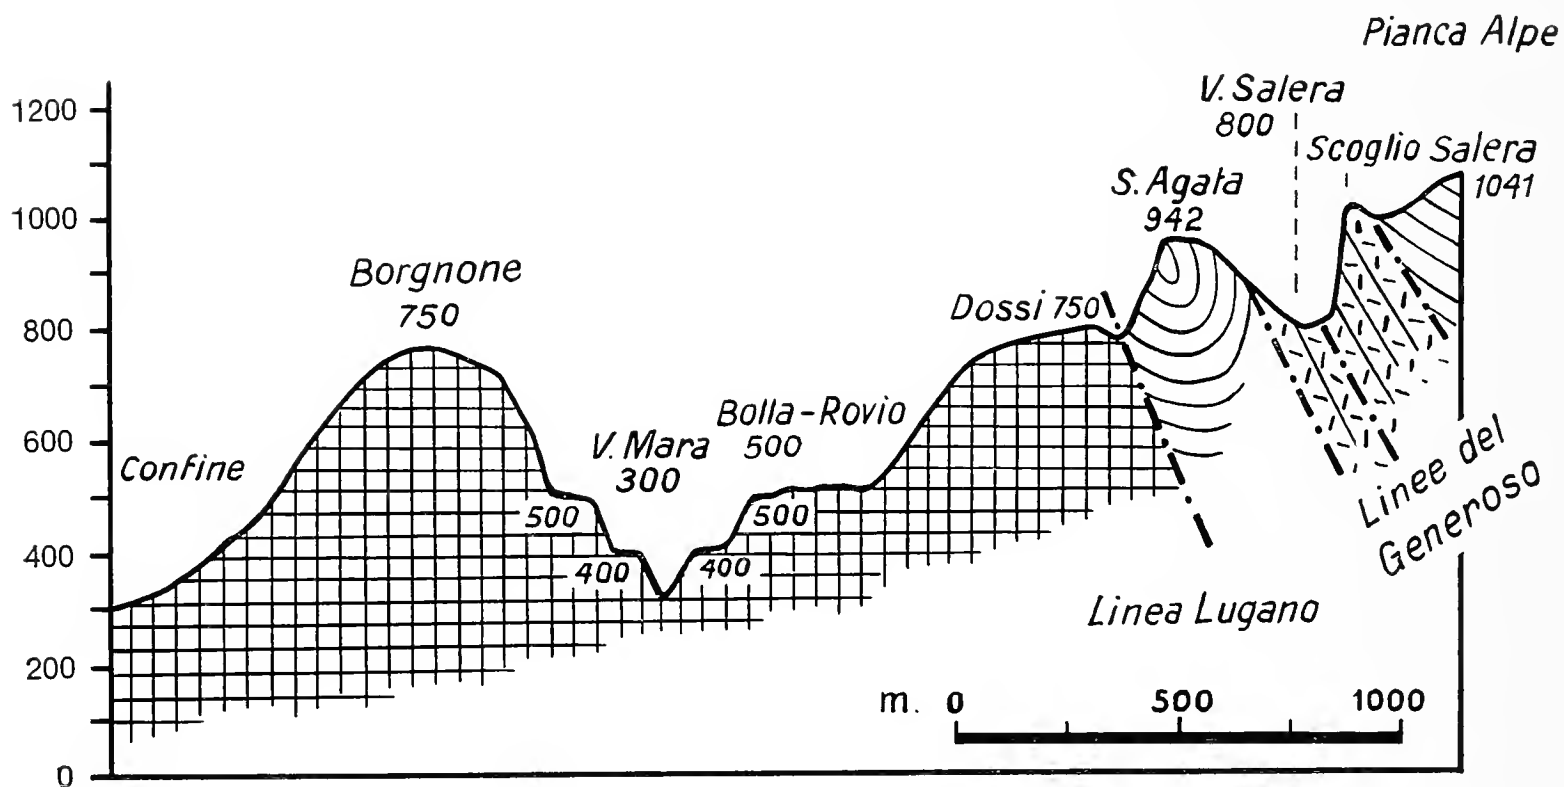 Pianca Alpe
V. Salera
800
Scoglio Salera
1041
S. Agata
942
1200
1000
800
600
400
200
0
Borgnone
750
Dossi 750
Confine
V. Mara
300
Bolla-Rovio
500
500
400
400
500
Linee del
Generoso
Linea Lugano
m. 0 500 1000